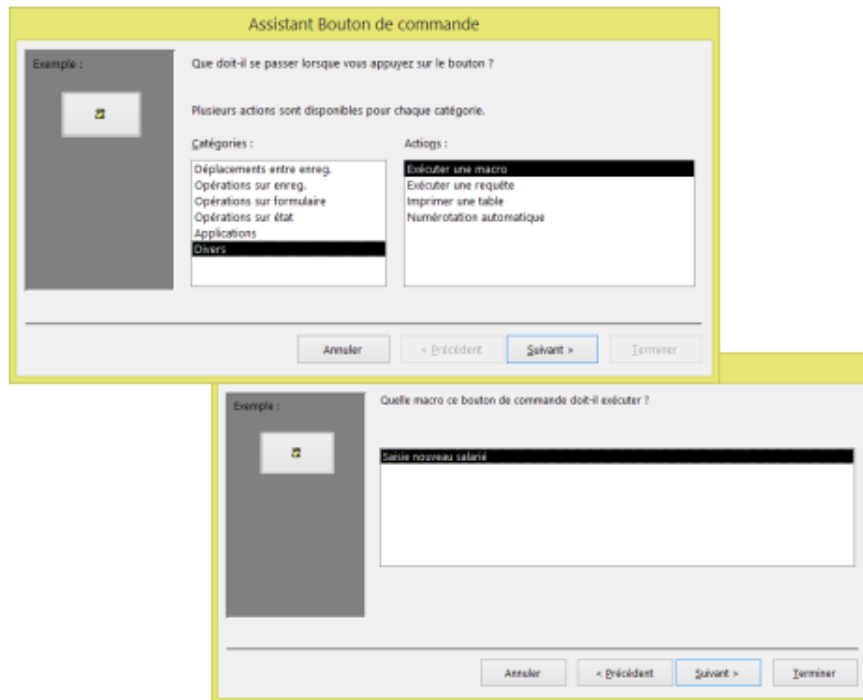 Assistant Bouton de commande
Exemple :
Que doit-il se passer lorsque vous appuyez sur le bouton ?
Plusieurs actions sont disponibles pour chaque catégorie.
Catégories :
Déplacements entre enreg.
Opérations sur enreg.
Opérations sur formulaire
Opérations sur état
Applications
Divers
Actions :
Exécuter une macro
Exécuter une requête
Imprimer une table
Numérotation automatique
Annuler
< Précédent
Suivant >
Terminer
Exemple :
Quelle macro ce bouton de commande doit-il exécuter ?
Saisie nouveau salarié
Annuler
< Précédent
Suivant >
Terminer